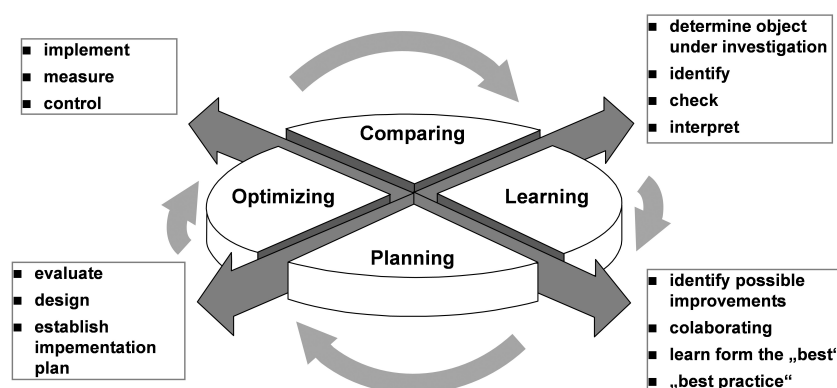 ■ implement
■ measure
■ control
■ determine object
under investigation
■ identify
■ check
■ interpret
Comparing
Optimizing
Learning
Planning
■ evaluate
■ design
■ establish
impementation
plan
■ identify possible
improvements
■ colaborating
■ learn form the „best“
■ „best practice“